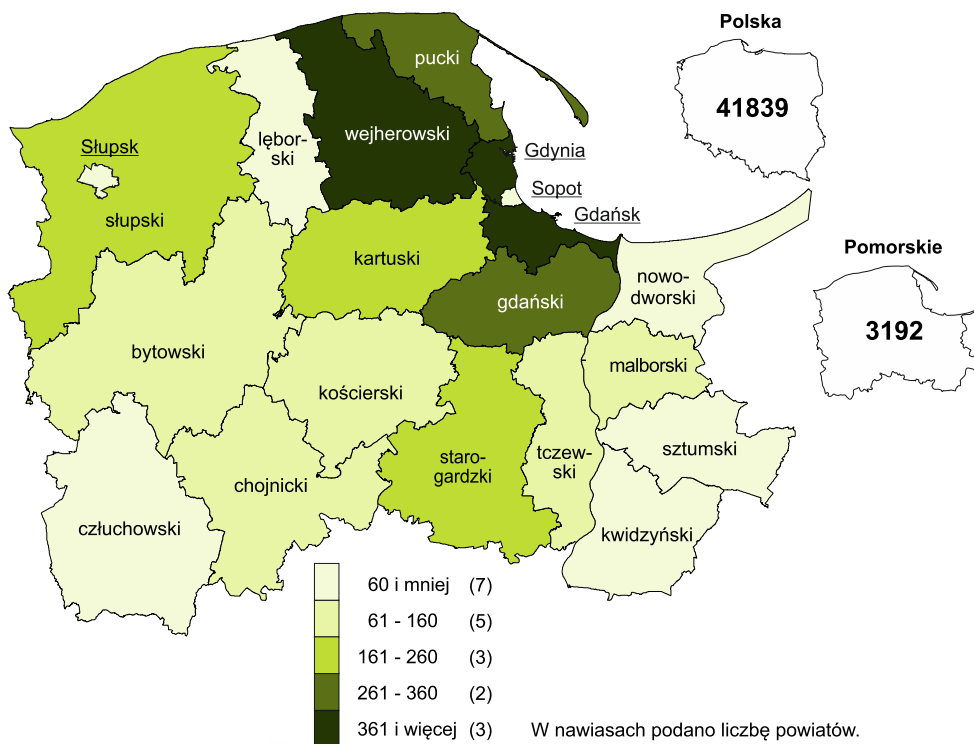 Polska
41839
pucki
wejherowski
lębor-
ski
Słupsk
słupski
Gdynia
Sopot
Gdańsk
kartuski
gdański
nowo-
dworski
Pomorskie
3192
bytowski
kościerski
malborski
staro-
gardzki
tczew-
ski
sztumski
chojnicki
człuchowski
kwidzyński
60 i mniej (7)
61 - 160 (5)
161 - 260 (3)
261 - 360 (2)
361 i więcej (3)
W nawiasach podano liczbę powiatów.